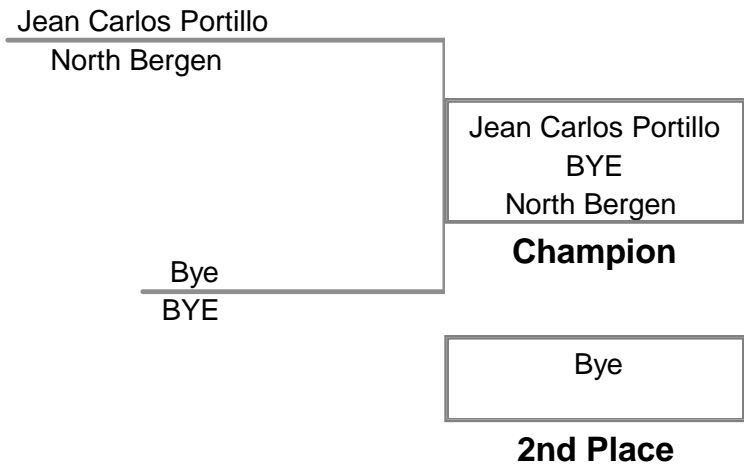 Jean Carlos Portillo
North Bergen
Jean Carlos Portillo
BYE
North Bergen
Champion
Bye
BYE
Bye
2nd Place